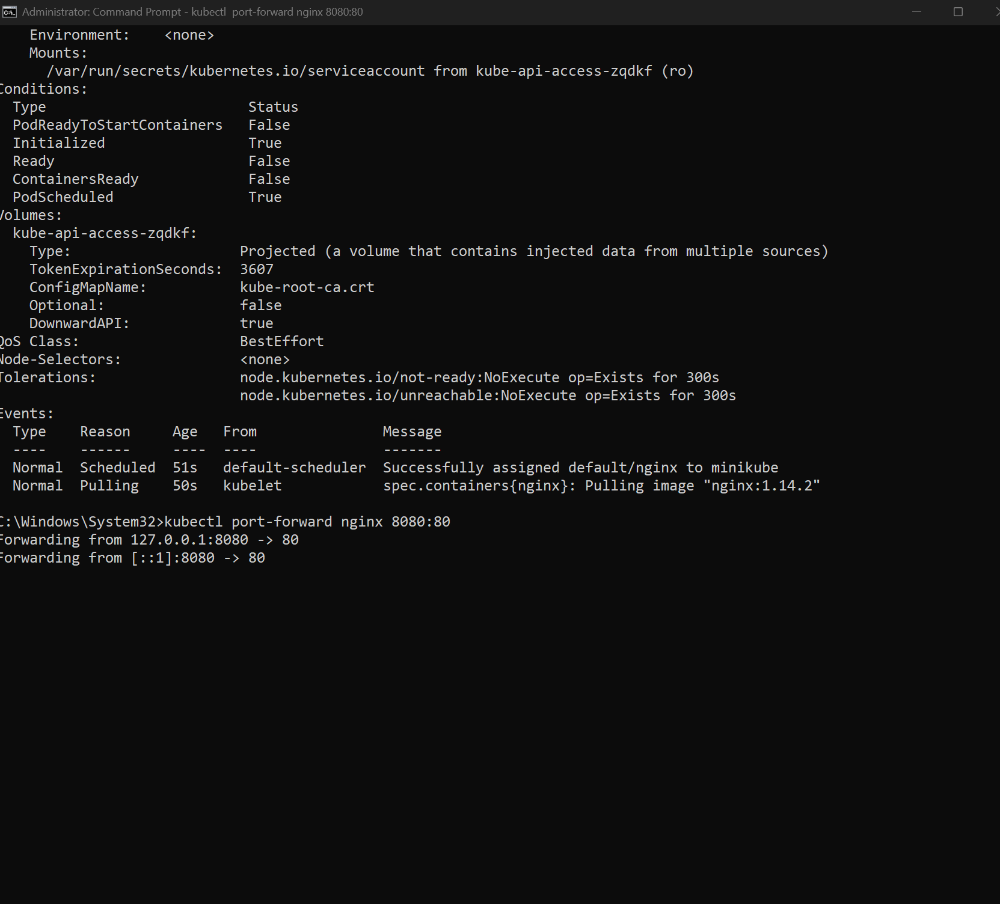 Administrator: Command Prompt - kubectl  port-forward nginx 8080:80
    Environment:    <none>
    Mounts:
      /var/run/secrets/kubernetes.io/serviceaccount from kube-api-access-zqdkf (ro)
Conditions:
  Type                        Status
  PodReadyToStartContainers   False
  Initialized                 True
  Ready                       False
  ContainersReady             False
  PodScheduled                True
Volumes:
  kube-api-access-zqdkf:
    Type:                    Projected (a volume that contains injected data from multiple sources)
    TokenExpirationSeconds:  3607
    ConfigMapName:           kube-root-ca.crt
    Optional:                false
    DownwardAPI:             true
QoS Class:                   BestEffort
Node-Selectors:              <none>
Tolerations:                 node.kubernetes.io/not-ready:NoExecute op=Exists for 300s
                             node.kubernetes.io/unreachable:NoExecute op=Exists for 300s
Events:
  Type    Reason     Age   From               Message
  ----    ------     ----  ----               -------
  Normal  Scheduled  51s   default-scheduler  Successfully assigned default/nginx to minikube
  Normal  Pulling    50s   kubelet            spec.containers{nginx}: Pulling image "nginx:1.14.2"
C:\Windows\System32>kubectl port-forward nginx 8080:80
Forwarding from 127.0.0.1:8080 -> 80
Forwarding from [::1]:8080 -> 80